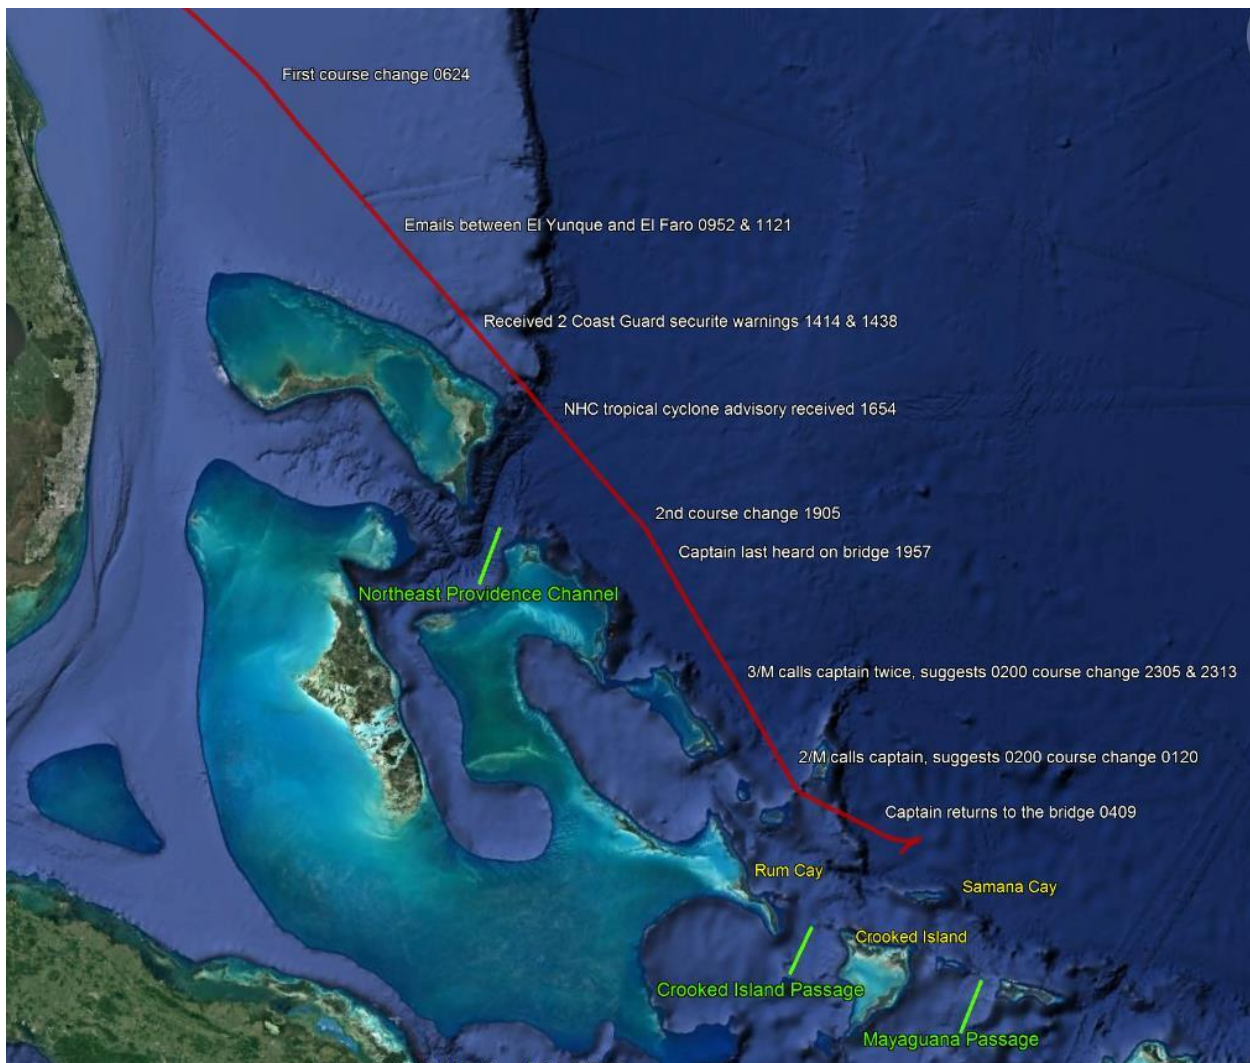 First course change 0624
Emails between El Yunque and El Faro 0952 & 1121
Received 2 Coast Guard securite warnings 1414 & 1438
NHC tropical cyclone advisory received 1654
2nd course change 1905
Captain last heard on bridge 1957
Northeast Providence Channel
3/M calls captain twice, suggests 0200 course change 2305 & 2313
2/M calls captain, suggests 0200 course change 0120
Captain returns to the bridge 0409
Rum Cay
Samana Cay
Crooked Island
Crooked Island Passage
Mayaguana Passage